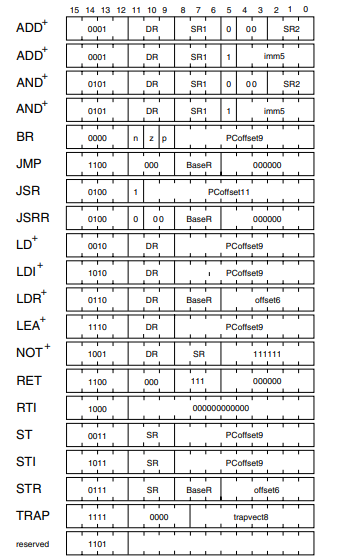 15 14 13 12 11 10 9 8 7 6 5 4 3 2 1 0
ADD+ 0001 DR SR1 0 00 SR2
ADD+ 0001 DR SR1 1 imm5
AND+ 0101 DR SR1 0 00 SR2
AND+ 0101 DR SR1 1 imm5
BR 0000 n z p PCoffset9
JMP 1100 000 BaseR 000000
JSR 0100 1 PCoffset11
JSRR 0100 0 00 BaseR 000000
LD+ 0010 DR PCoffset9
LDI+ 1010 DR PCoffset9
LDR+ 0110 DR BaseR offset6
LEA+ 1110 DR PCoffset9
NOT+ 1001 DR SR 111111
RET 1100 000 111 000000
RTI 1000 000000000000
ST 0011 SR PCoffset9
STI 1011 SR PCoffset9
STR 0111 SR BaseR offset6
TRAP 1111 0000 trapvect8
reserved 1101